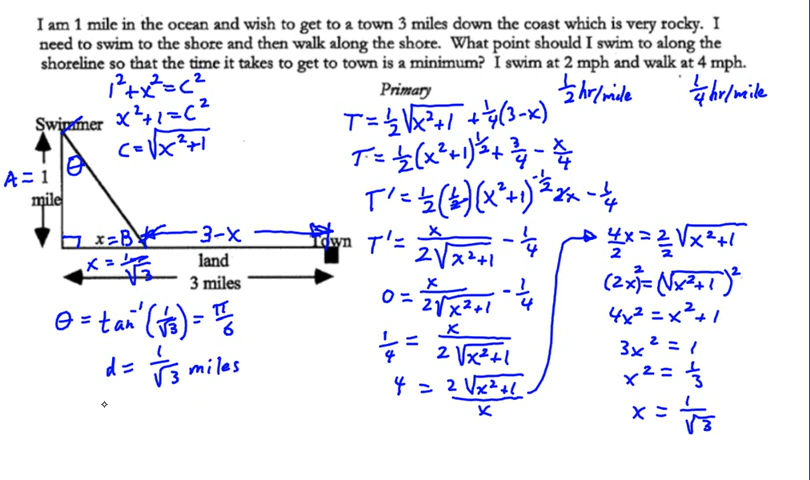 I am 1 mile in the ocean and wish to get to a town 3 miles down the coast which is very rocky. I
need to swim to the shore and then walk along the shore. What point should I swim to along the
shoreline so that the time it takes to get to town is a minimum? I swim at 2 mph and walk at 4 mph.
1²+x²=C²
x²+1=C²
C=√(x²+1)
Swimmer
θ
A=1
mile
x=B
3-x
Town
x=1/√3
land
3 miles
θ = tan⁻¹(1/√3) = π/6
d = 1/√3 miles
Primary
1/2 hr/mile
1/4 hr/mile
T = 1/2 √(x²+1) + 1/4(3-x)
T = 1/2 (x²+1)^1/2 + 3/4 - x/4
T' = 1/2 (1/2)(x²+1)^-1/2 2x - 1/4
T' = x/(2√(x²+1)) - 1/4
0 = x/(2√(x²+1)) - 1/4
1/4 = x/(2√(x²+1))
4 = 2√(x²+1)/x
4x/2 = 2/2 √(x²+1)
(2x)² = (√(x²+1))²
4x² = x²+1
3x² = 1
x² = 1/3
x = 1/√3